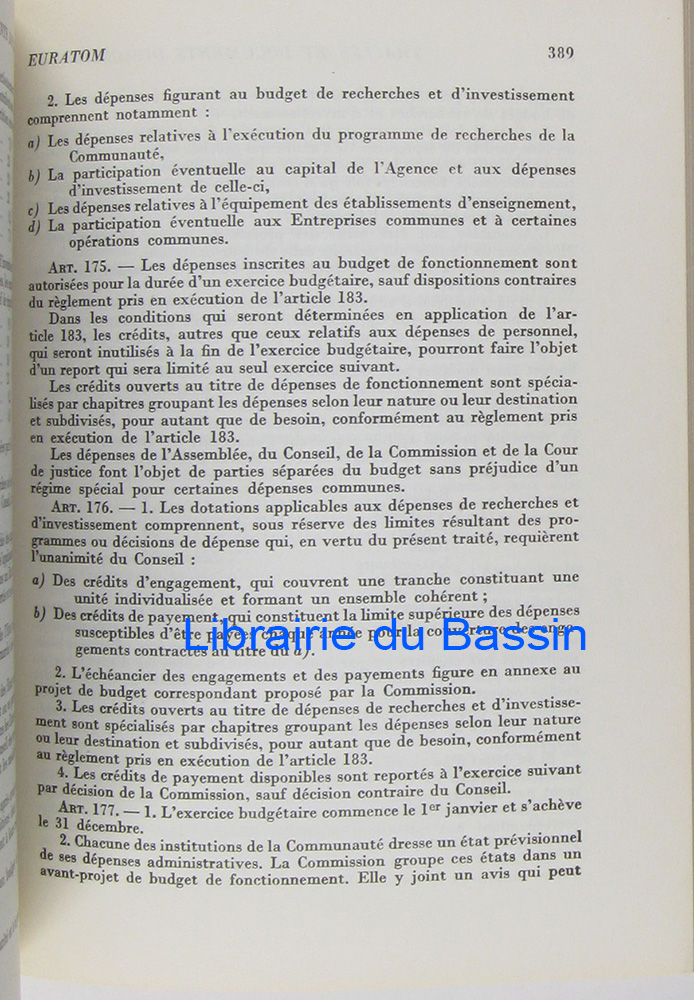 EURATOM 389
2. Les dépenses figurant au budget de recherches et d'investissement
comprennent notamment :
a) Les dépenses relatives à l'exécution du programme de recherches de la
Communauté,
b) La participation éventuelle au capital de l'Agence et aux dépenses
d'investissement de celle-ci,
c) Les dépenses relatives à l'équipement des établissements d'enseignement,
d) La participation éventuelle aux Entreprises communes et à certaines
opérations communes.
ART. 175. — Les dépenses inscrites au budget de fonctionnement sont
autorisées pour la durée d'un exercice budgétaire, sauf dispositions contraires
du règlement pris en exécution de l'article 183.
Dans les conditions qui seront déterminées en application de l'ar-
ticle 183, les crédits, autres que ceux relatifs aux dépenses de personnel,
qui seront inutilisés à la fin de l'exercice budgétaire, pourront faire l'objet
d'un report qui sera limité au seul exercice suivant.
Les crédits ouverts au titre de dépenses de fonctionnement sont spécia-
lisés par chapitres groupant les dépenses selon leur nature ou leur destination
et subdivisés, pour autant que de besoin, conformément au règlement pris
en exécution de l'article 183.
Les dépenses de l'Assemblée, du Conseil, de la Commission et de la Cour
de justice font l'objet de parties séparées du budget sans préjudice d'un
régime spécial pour certaines dépenses communes.
ART. 176. — 1. Les dotations applicables aux dépenses de recherches et
d'investissement comprennent, sous réserve des limites résultant des pro-
grammes ou décisions de dépense qui, en vertu du présent traité, requièrent
l'unanimité du Conseil :
a) Des crédits d'engagement, qui couvrent une tranche constituant une
unité individualisée et formant un ensemble cohérent ;
b) Des crédits de payement, qui constituent la limite supérieure des dépenses
susceptibles d'être payées chaque année pour la couverture des enga-
gements contractés au titre du a).
Librairie du Bassin
2. L'échéancier des engagements et des payements figure en annexe au
projet de budget correspondant proposé par la Commission.
3. Les crédits ouverts au titre de dépenses de recherches et d'investisse-
ment sont spécialisés par chapitres groupant les dépenses selon leur nature
ou leur destination et subdivisés, pour autant que de besoin, conformément
au règlement pris en exécution de l'article 183.
4. Les crédits de payement disponibles sont reportés à l'exercice suivant
par décision de la Commission, sauf décision contraire du Conseil.
ART. 177. — 1. L'exercice budgétaire commence le 1er janvier et s'achève
le 31 décembre.
2. Chacune des institutions de la Communauté dresse un état prévisionnel
de ses dépenses administratives. La Commission groupe ces états dans un
avant-projet de budget de fonctionnement. Elle y joint un avis qui peut